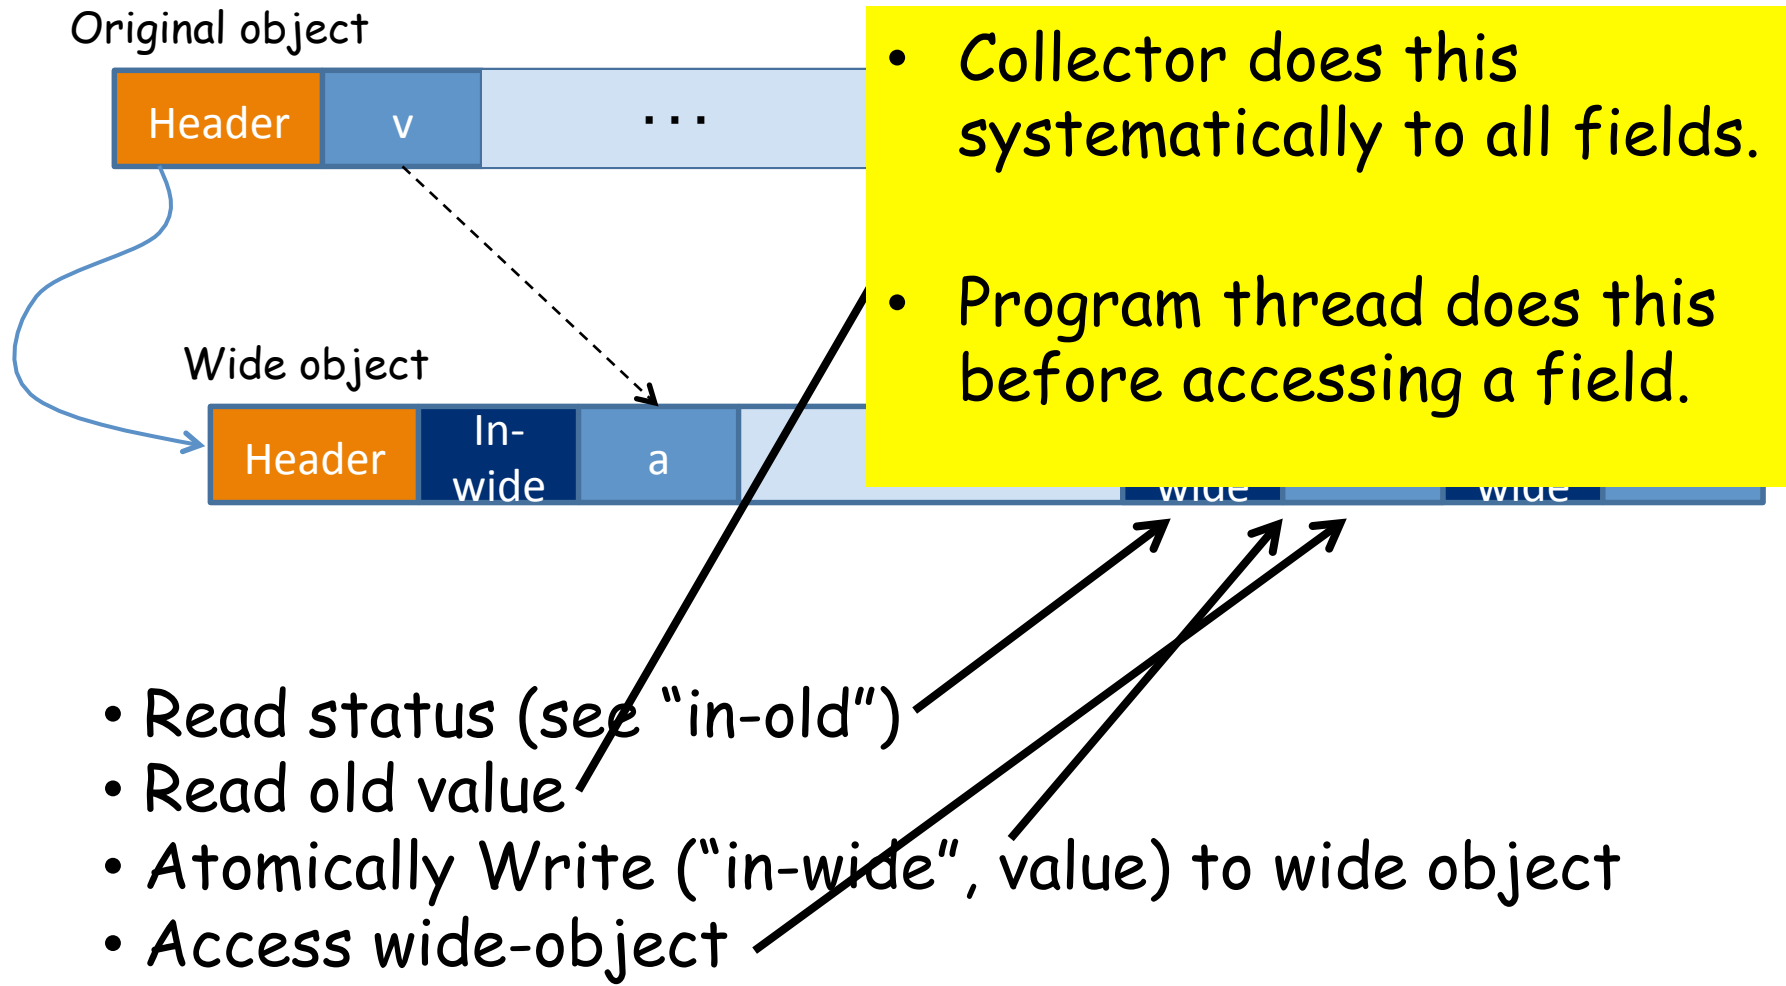 Original object
Header
v
...
• Collector does this
systematically to all fields.
• Program thread does this
before accessing a field.
Wide object
Header
In-
wide
a
wide
wide
• Read status (see “in-old”)
• Read old value
• Atomically Write (“in-wide”, value) to wide object
• Access wide-object